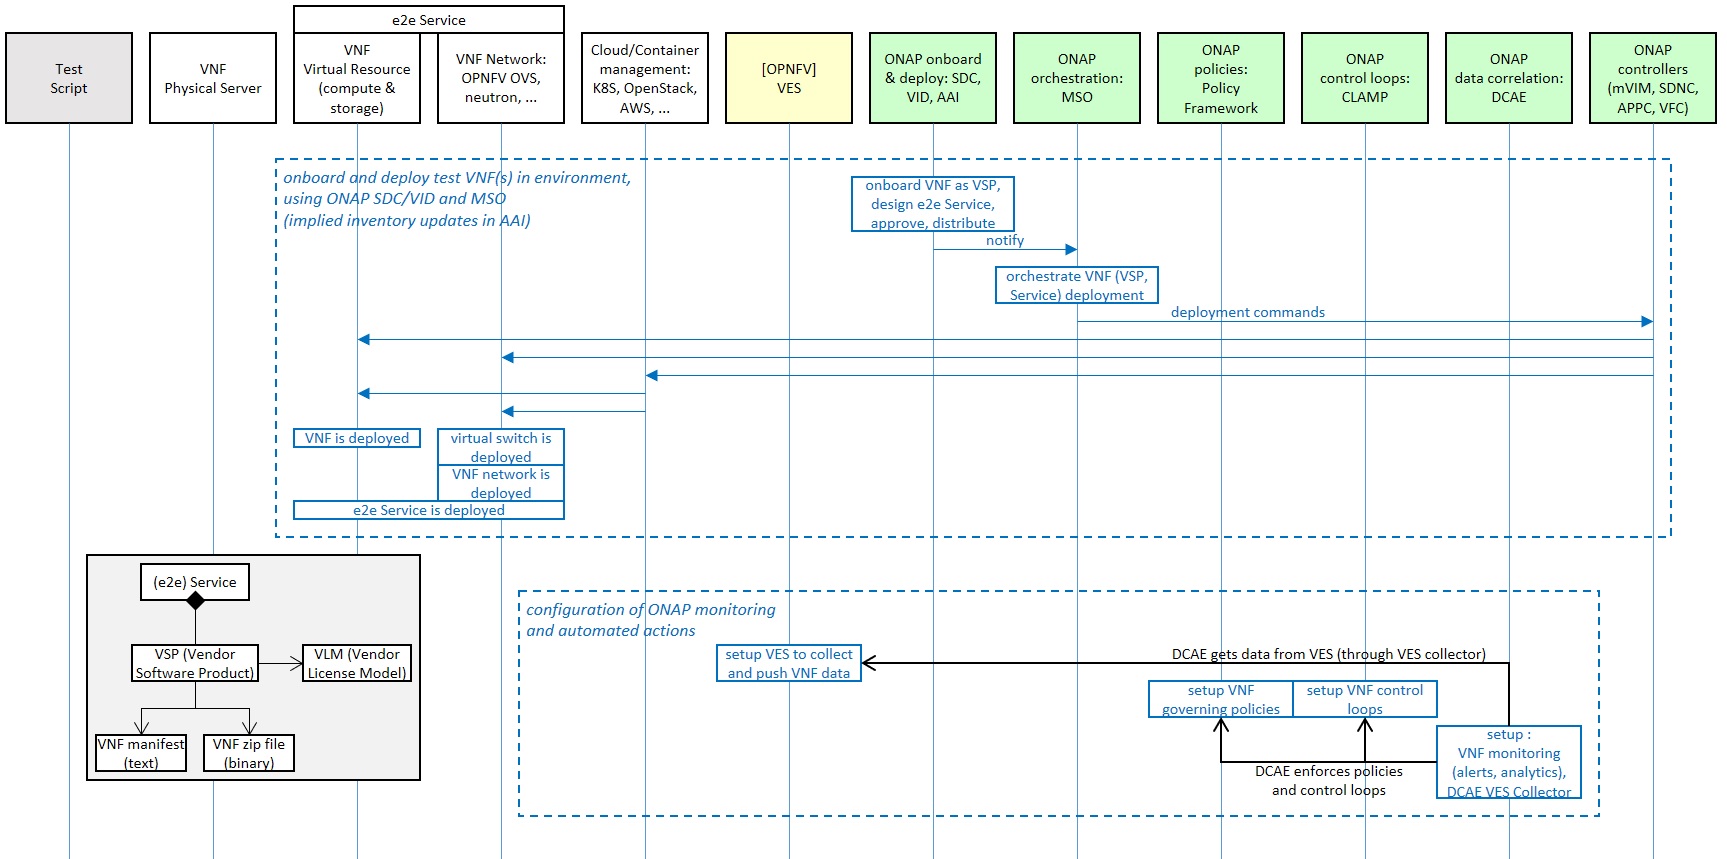 e2e Service
Test
Script
VNF
Physical Server
VNF
Virtual Resource
(compute &
storage)
VNF Network:
OPNFV OVS,
neutron, ...
Cloud/Container
management:
K8S, OpenStack,
AWS, ...
[OPNFV]
VES
ONAP onboard
& deploy: SDC,
VID, AAI
ONAP
orchestration:
MSO
ONAP
policies:
Policy
Framework
ONAP
control loops:
CLAMP
ONAP
data correlation:
DCAE
ONAP
controllers
(mVIM, SDNC,
APPC, VFC)
onboard and deploy test VNF(s) in environment,
using ONAP SDC/VID and MSO
(implied inventory updates in AAI)
onboard VNF as VSP,
design e2e Service,
approve, distribute
notify
orchestrate VNF (VSP,
Service) deployment
deployment commands
VNF is deployed
virtual switch is
deployed
VNF network is
deployed
e2e Service is deployed
(e2e) Service
VSP (Vendor
Software Product)
VLM (Vendor
License Model)
VNF manifest
(text)
VNF zip file
(binary)
configuration of ONAP monitoring
and automated actions
setup VES to collect
and push VNF data
DCAE gets data from VES (through VES collector)
setup VNF
governing policies
setup VNF control
loops
setup :
VNF monitoring
(alerts, analytics),
DCAE VES Collector
DCAE enforces policies
and control loops